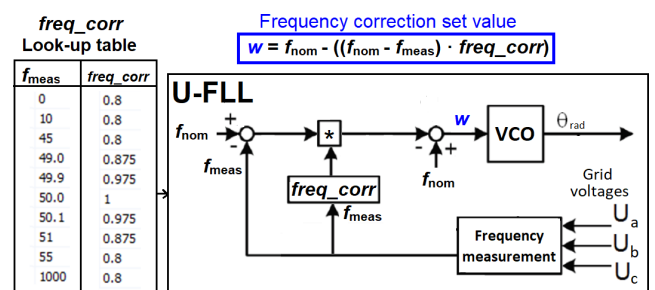 freq_corr
Look-up table
Frequency correction set value
w = fnom - ((fnom - fmeas) · freq_corr)
fmeas freq_corr
0 0.8
10 0.8
45 0.8
49.0 0.875
49.9 0.975
50.0 1
50.1 0.975
51 0.875
55 0.8
1000 0.8
U-FLL
fnom + - * - + w VCO θrad
fmeas
fnom
freq_corr
fmeas
Grid
voltages
Frequency
measurement
Ua
Ub
Uc